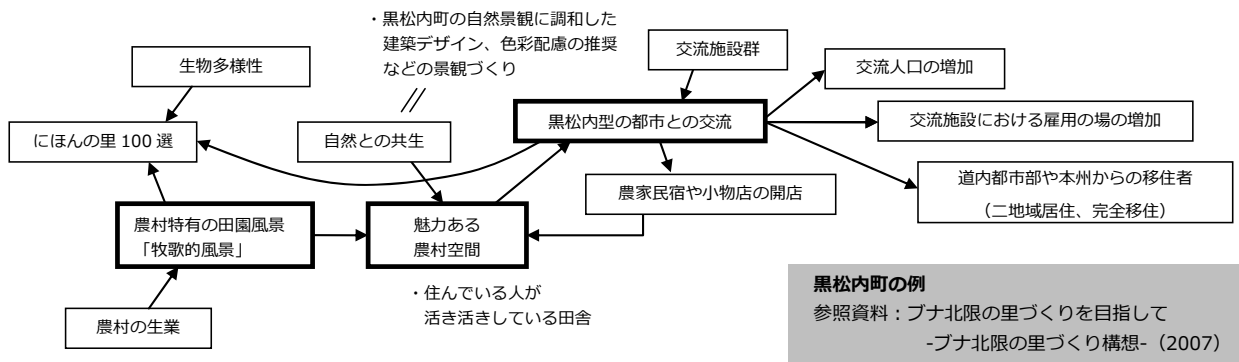 ・黒松内町の自然景観に調和した
建築デザイン、色彩配慮の推奨
などの景観づくり
交流施設群
生物多様性
交流人口の増加
にほんの里 100 選
自然との共生
黒松内型の都市との交流
交流施設における雇用の場の増加
農家民宿や小物店の開店
道内都市部や本州からの移住者
（二地域居住、完全移住）
農村特有の田園風景
「牧歌的風景」
魅力ある
農村空間
・住んでいる人が
活き活きしている田舎
農村の生業
黒松内町の例
参照資料：ブナ北限の里づくりを目指して
-ブナ北限の里づくり構想-（2007）